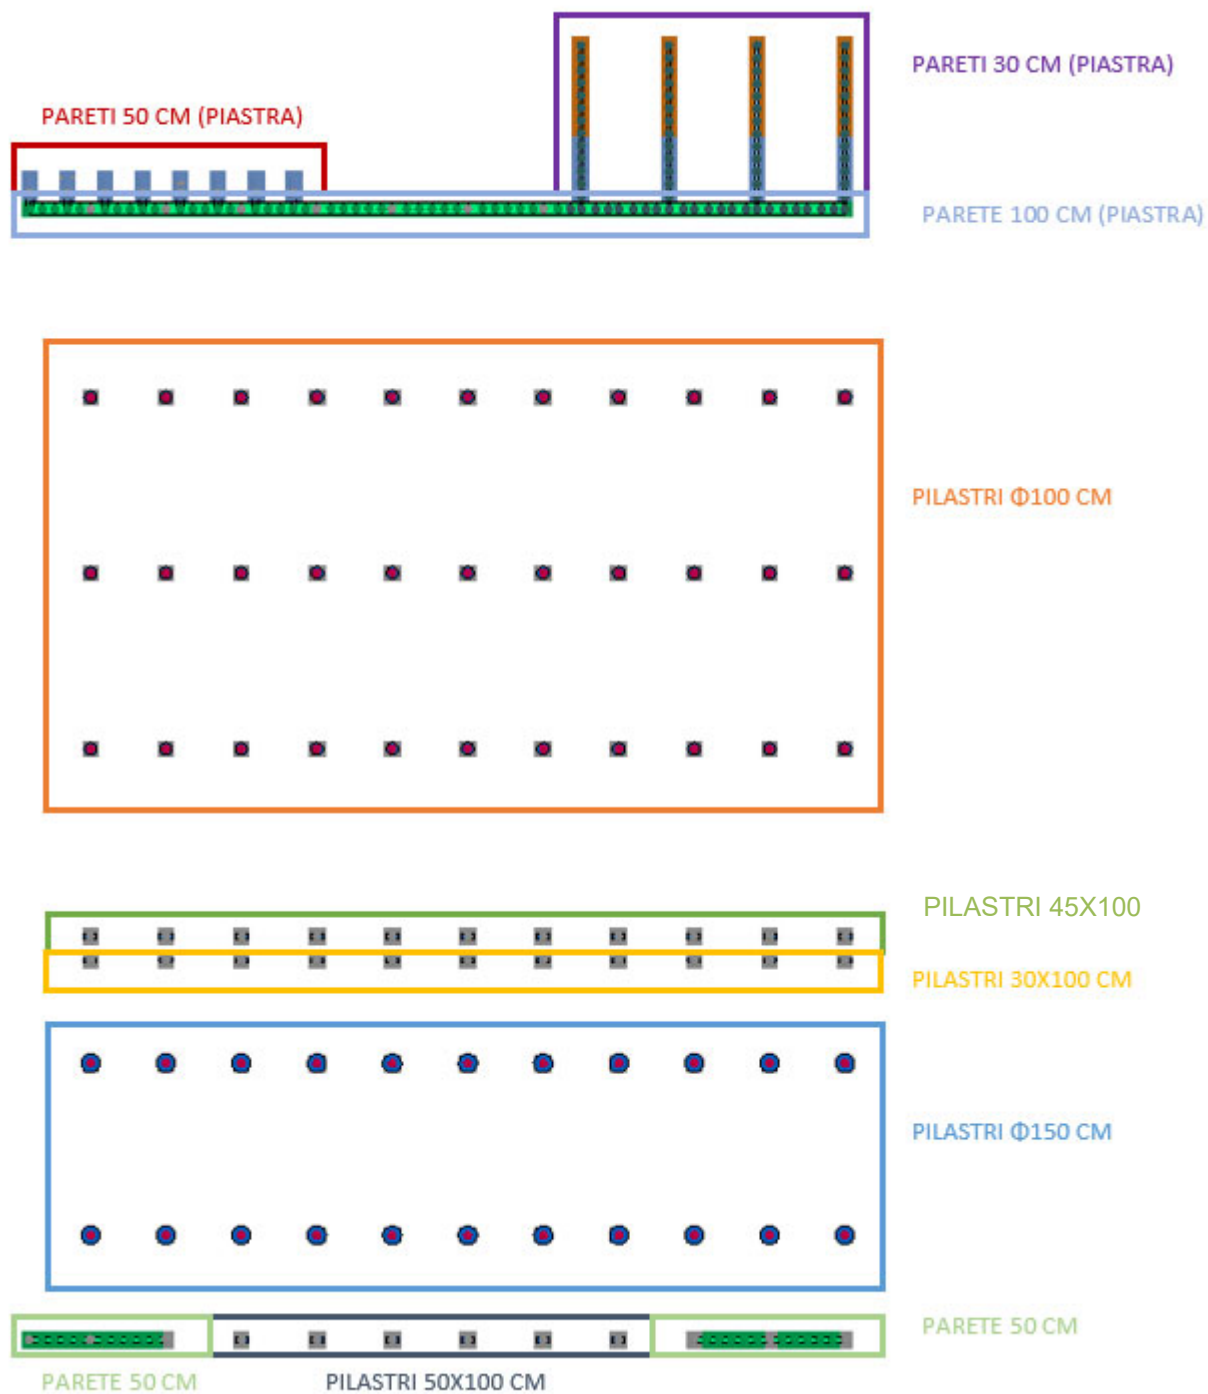 PARETI 30 CM (PIASTRA)
PARETI 50 CM (PIASTRA)
PARETE 100 CM (PIASTRA)
PILASTRI Φ100 CM
PILASTRI 45X100
PILASTRI 30X100 CM
PILASTRI Φ150 CM
PARETE 50 CM
PARETE 50 CM
PILASTRI 50X100 CM